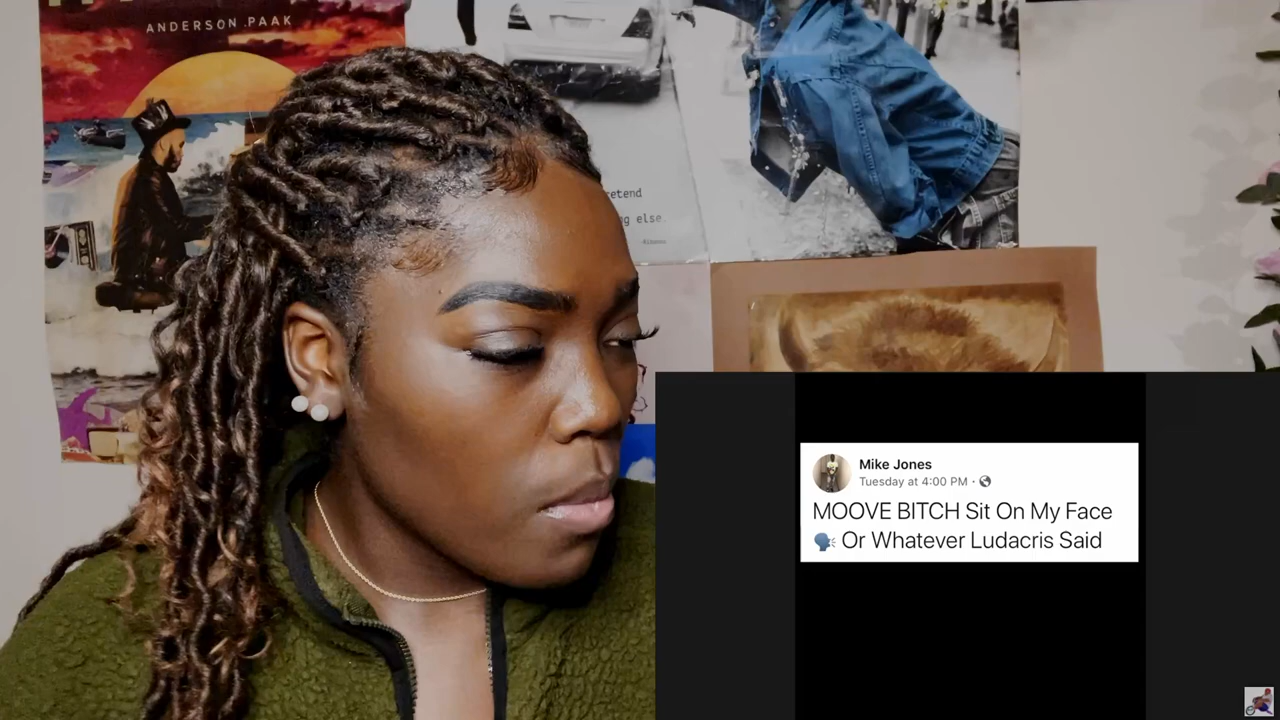 ANDERSON .PAAK
etend
g else.
Mike Jones
Tuesday at 4:00 PM ·
MOOVE BITCH Sit On My Face
🗣 Or Whatever Ludacris Said